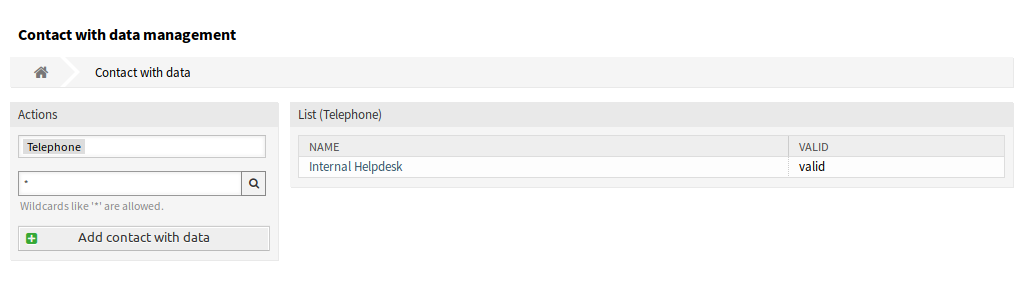 Contact with data management
Contact with data
Actions
Telephone
*
Wildcards like '*' are allowed.
Add contact with data
List (Telephone)
NAME VALID
Internal Helpdesk valid